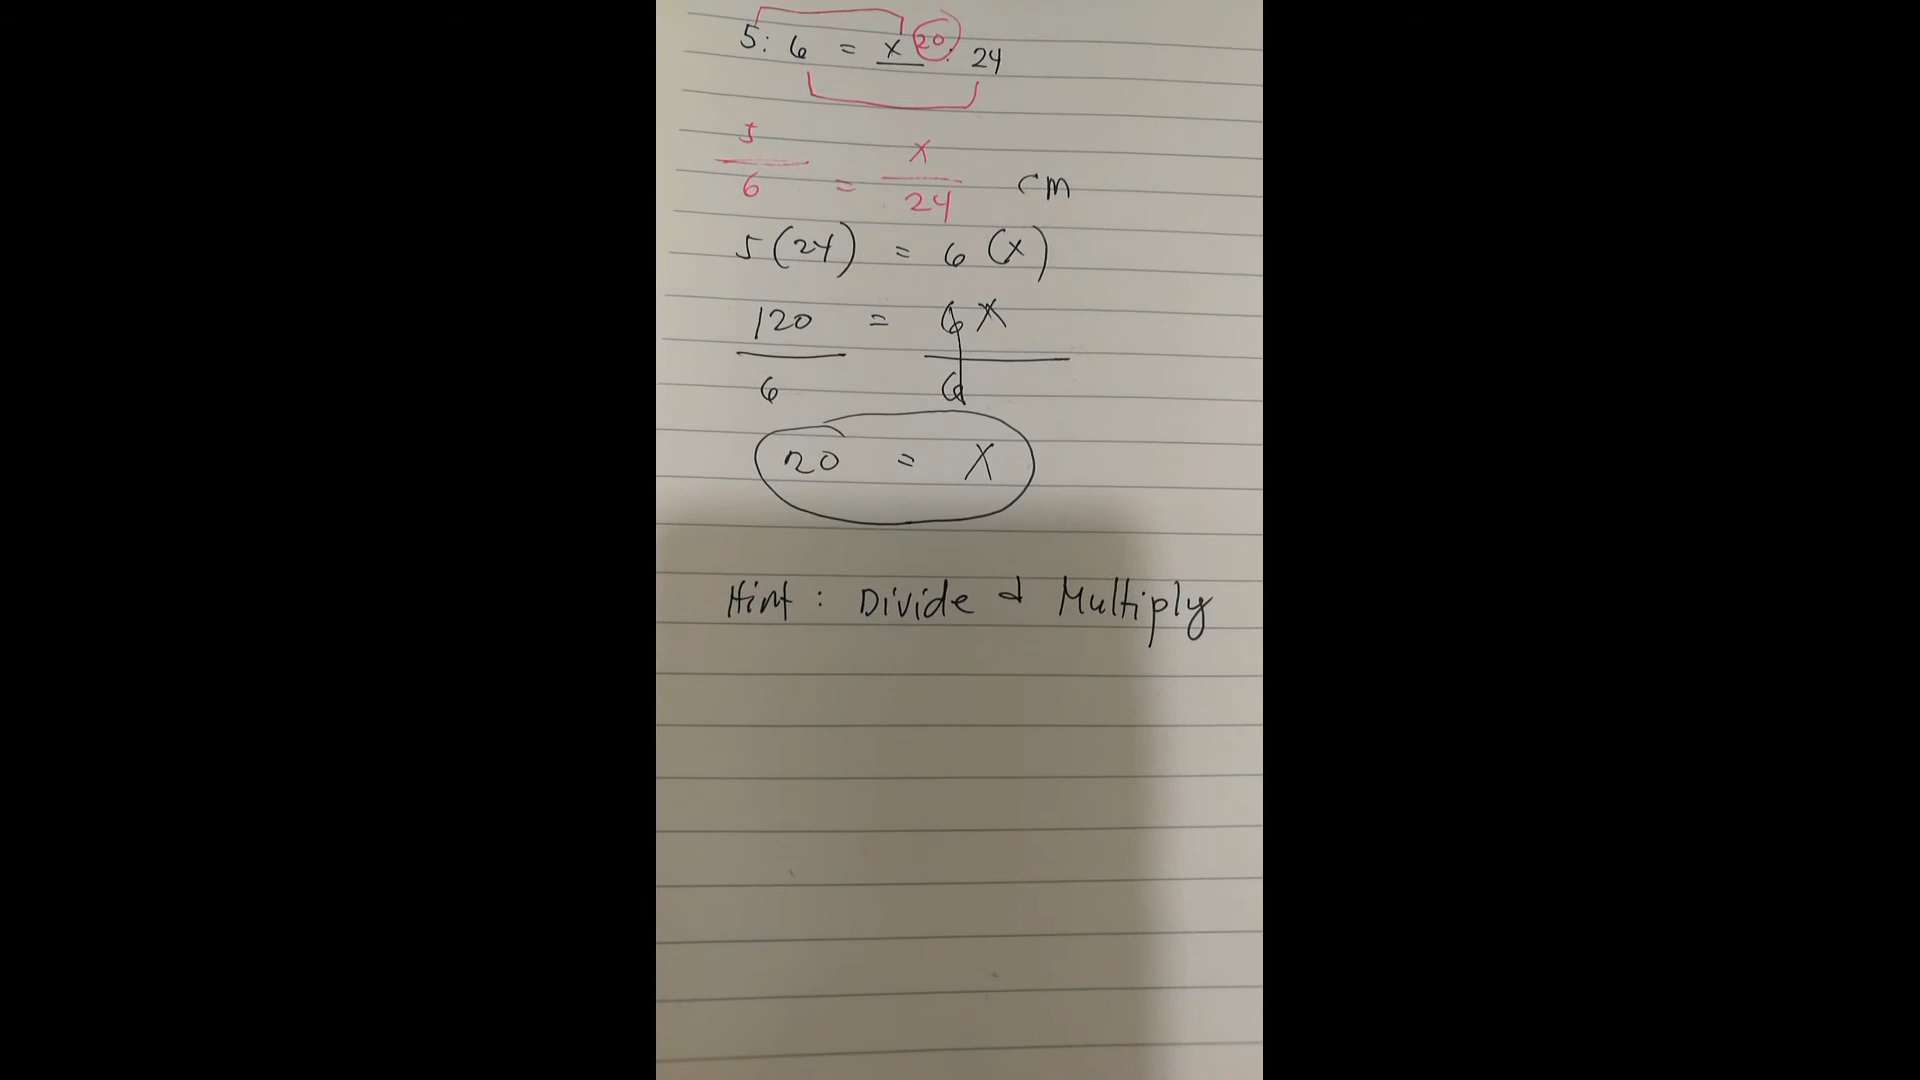 5 : 6 = x 20 : 24
5/6 = x/24 cm
5 (24) = 6 (x)
120 = 6x
6 6
20 = x
Hint : Divide & Multiply